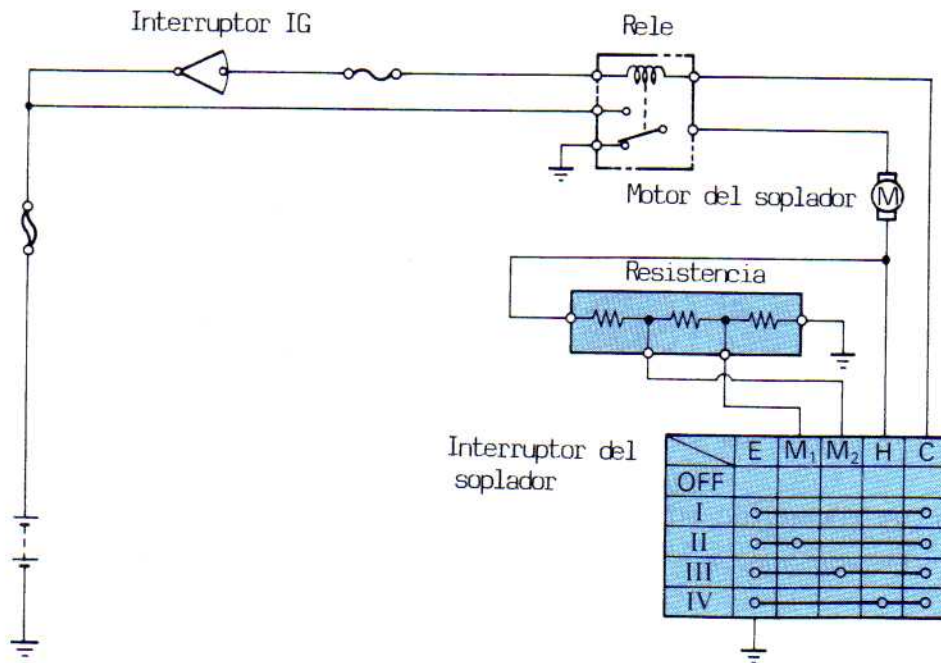 Interruptor IG
Rele
Motor del soplador
M
Resistencia
Interruptor del
soplador
E M₁ M₂ H C
OFF
I
II
III
IV